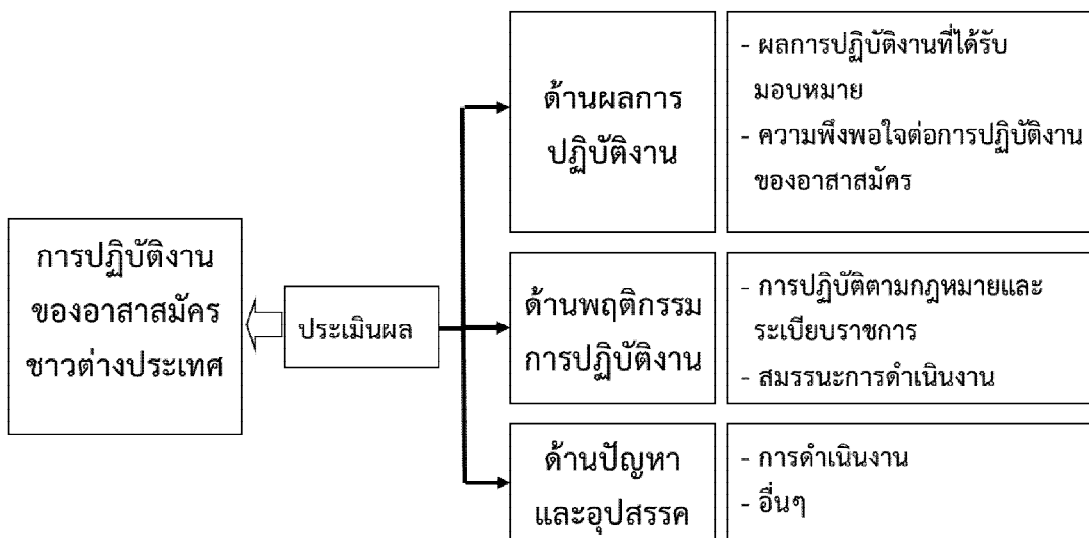 การปฏิบัติงาน
ของอาสาสมัคร
ชาวต่างประเทศ
ประเมินผล
ด้านผลการ
ปฏิบัติงาน
- ผลการปฏิบัติงานที่ได้รับ
มอบหมาย
- ความพึงพอใจต่อการปฏิบัติงาน
ของอาสาสมัคร
ด้านพฤติกรรม
การปฏิบัติงาน
- การปฏิบัติตามกฎหมายและ
ระเบียบราชการ
- สมรรนะการดำเนินงาน
ด้านปัญหา
และอุปสรรค
- การดำเนินงาน
- อื่นๆ